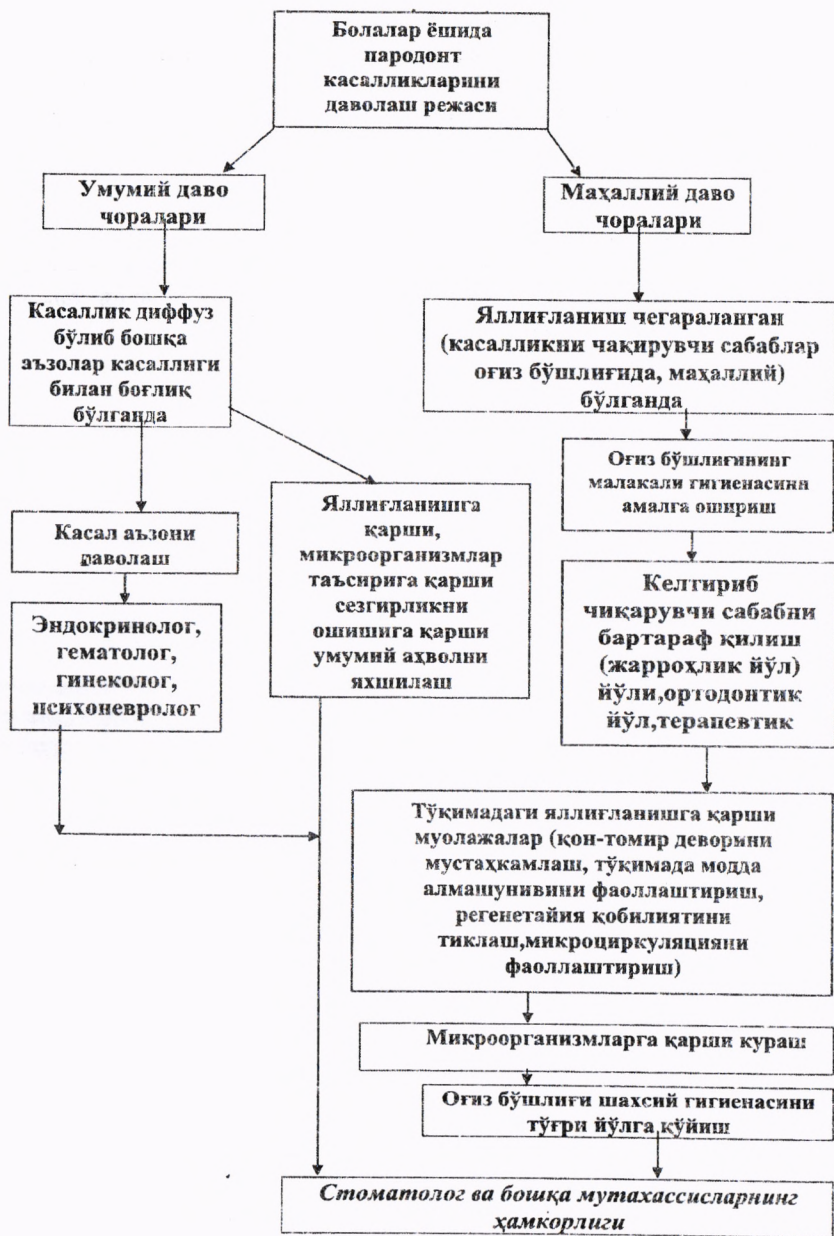 Болалар ёшида
пародонт
касалликларини
даволаш режаси
Умумий даво
чоралари
Маҳаллий даво
чоралари
Касаллик диффуз
бўлиб бошқа
аъзолар касаллиги
билан боғлиқ
бўлганда
Яллиғланиш чегараланган
(касалликни чақирувчи сабаблар
оғиз бўшлиғида, маҳаллий)
бўлганда
Оғиз бўшлиғининг
малакали гигиенасини
амалга ошириш
Касал аъзони
даволаш
Яллиғланишга
қарши,
микроорганизмлар
таъсирига қарши
сезгирликни
ошишига қарши
умумий аҳволни
яхшилаш
Келтириб
чиқарувчи сабабни
бартараф қилиш
(жарроҳлик йўл)
йўли,ортодонтик
йўл,терапевтик
Эндокринолог,
гематолог,
гинеколог,
психоневролог
Тўқимадаги яллиғланишга қарши
муолажалар (қон-томир деворини
мустаҳкамлаш, тўқимада модда
алмашунивини фаоллаштириш,
регенетайия қобилиятини
тиклаш,микроциркуляцияни
фаоллаштириш)
Микроорганизмларга қарши кураш
Оғиз бўшлиғи шахсий гигиенасини
тўғри йўлга қўйиш
Стоматолог ва бошқа мутахассисларнинг
ҳамкорлиги